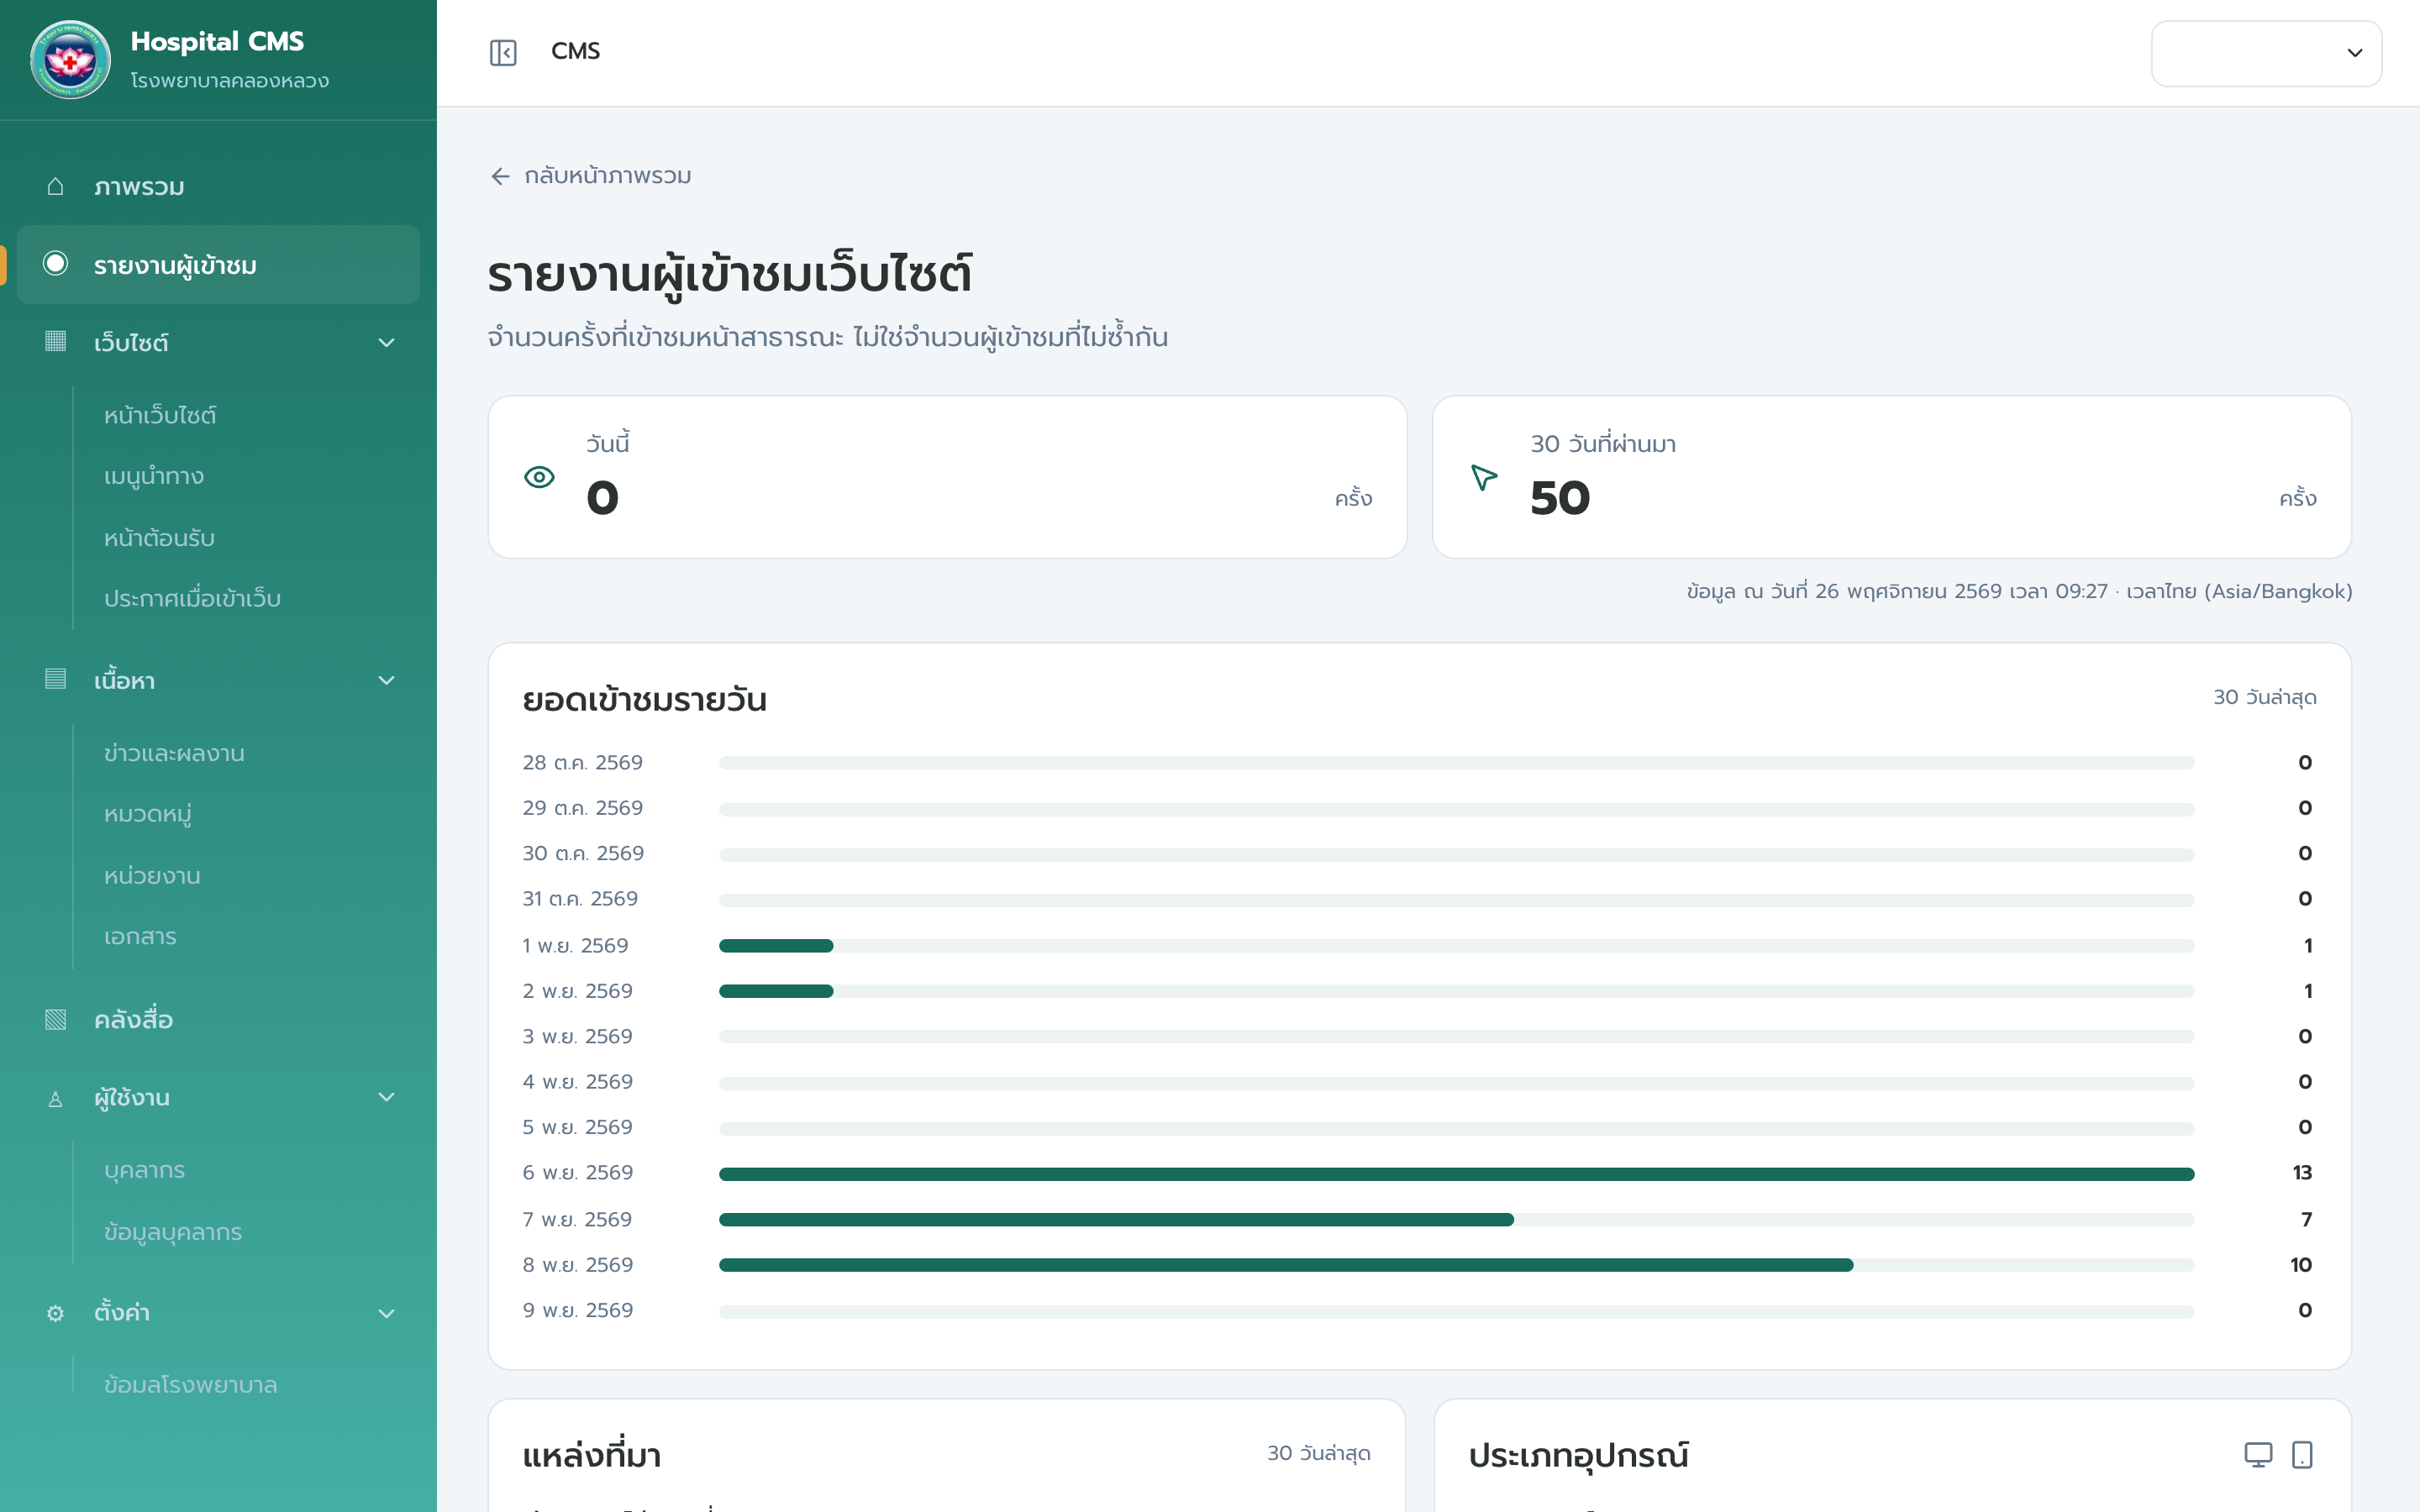 Hospital CMS
โรงพยาบาลคลองหลวง
ภาพรวม
รายงานผู้เข้าชม
เว็บไซต์
หน้าเว็บไซต์
เมนูนำทาง
หน้าต้อนรับ
ประกาศเมื่อเข้าเว็บ
เนื้อหา
ข่าวและผลงาน
หมวดหมู่
หน่วยงาน
เอกสาร
คลังสื่อ
ผู้ใช้งาน
บุคลากร
ข้อมูลบุคลากร
ตั้งค่า
ข้อมูลโรงพยาบาล
CMS
กลับหน้าภาพรวม
รายงานผู้เข้าชมเว็บไซต์
จำนวนครั้งที่เข้าชมหน้าสาธารณะ ไม่ใช่จำนวนผู้เข้าชมที่ไม่ซ้ำกัน
วันนี้
0 ครั้ง
30 วันที่ผ่านมา
50 ครั้ง
ข้อมูล ณ วันที่ 26 พฤศจิกายน 2569 เวลา 09:27 · เวลาไทย (Asia/Bangkok)
ยอดเข้าชมรายวัน 30 วันล่าสุด
28 ต.ค. 2569 0
29 ต.ค. 2569 0
30 ต.ค. 2569 0
31 ต.ค. 2569 0
1 พ.ย. 2569 1
2 พ.ย. 2569 1
3 พ.ย. 2569 0
4 พ.ย. 2569 0
5 พ.ย. 2569 0
6 พ.ย. 2569 13
7 พ.ย. 2569 7
8 พ.ย. 2569 10
9 พ.ย. 2569 0
แหล่งที่มา 30 วันล่าสุด
ประเภทอุปกรณ์